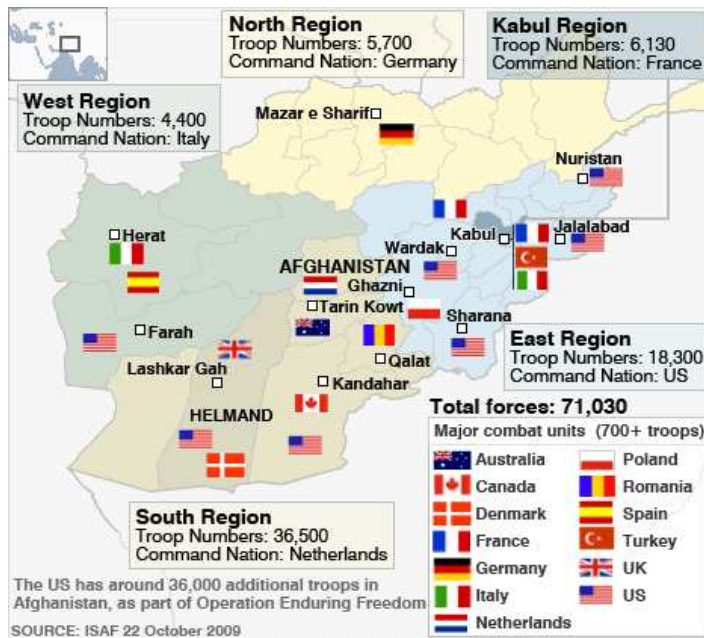 North Region
Troop Numbers: 5,700
Command Nation: Germany
Kabul Region
Troop Numbers: 6,130
Command Nation: France
West Region
Troop Numbers: 4,400
Command Nation: Italy
Mazar e Sharif
Nuristan
Herat
Kabul
Jalalabad
Wardak
AFGHANISTAN
Ghazni
Tarin Kowt
Sharana
Farah
East Region
Troop Numbers: 18,300
Command Nation: US
Qalat
Lashkar Gah
Kandahar
HELMAND
Total forces: 71,030
Major combat units (700+ troops)
Australia
Canada
Denmark
France
Germany
Italy
Netherlands
Poland
Romania
Spain
Turkey
UK
US
South Region
Troop Numbers: 36,500
Command Nation: Netherlands
The US has around 36,000 additional troops in
Afghanistan, as part of Operation Enduring Freedom
SOURCE: ISAF 22 October 2009